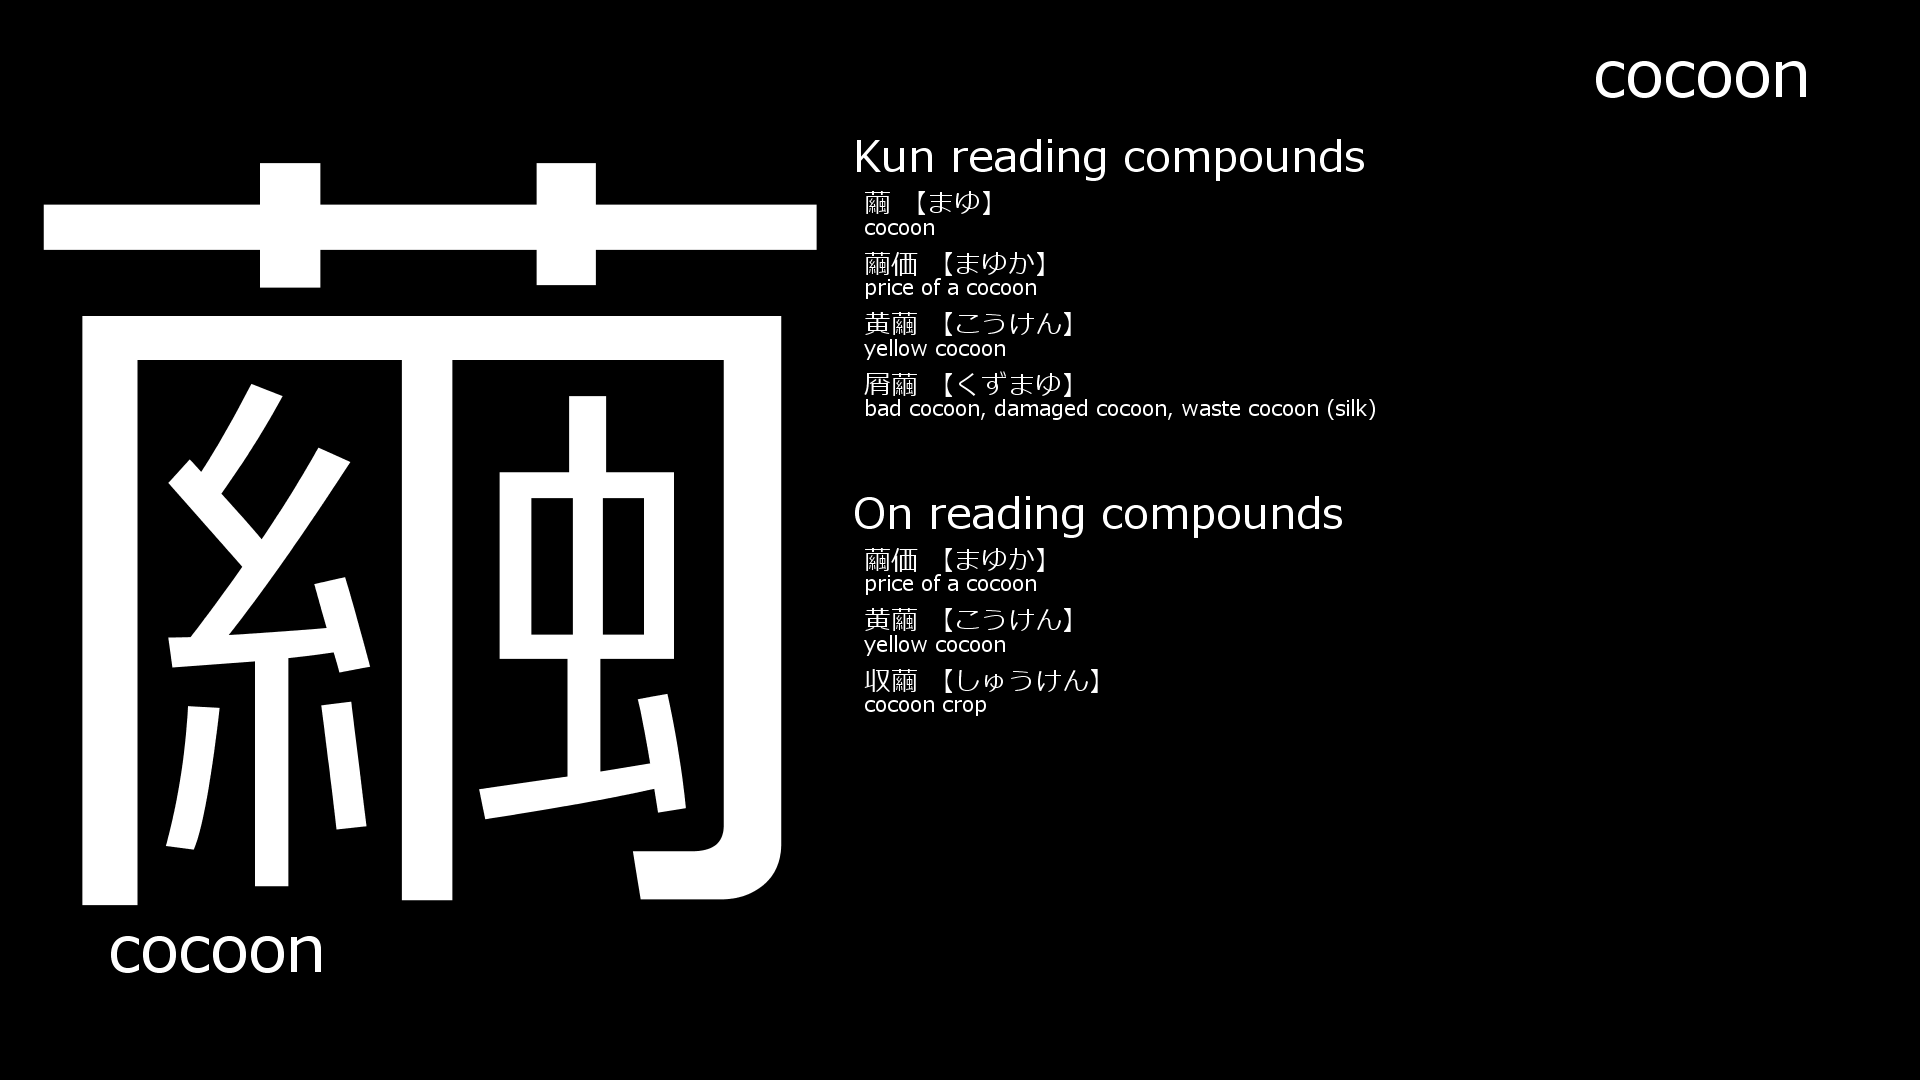 cocoon
繭
cocoon
Kun reading compounds
繭 【まゆ】
cocoon
繭価 【まゆか】
price of a cocoon
黄繭 【こうけん】
yellow cocoon
屑繭 【くずまゆ】
bad cocoon, damaged cocoon, waste cocoon (silk)
On reading compounds
繭価 【まゆか】
price of a cocoon
黄繭 【こうけん】
yellow cocoon
収繭 【しゅうけん】
cocoon crop